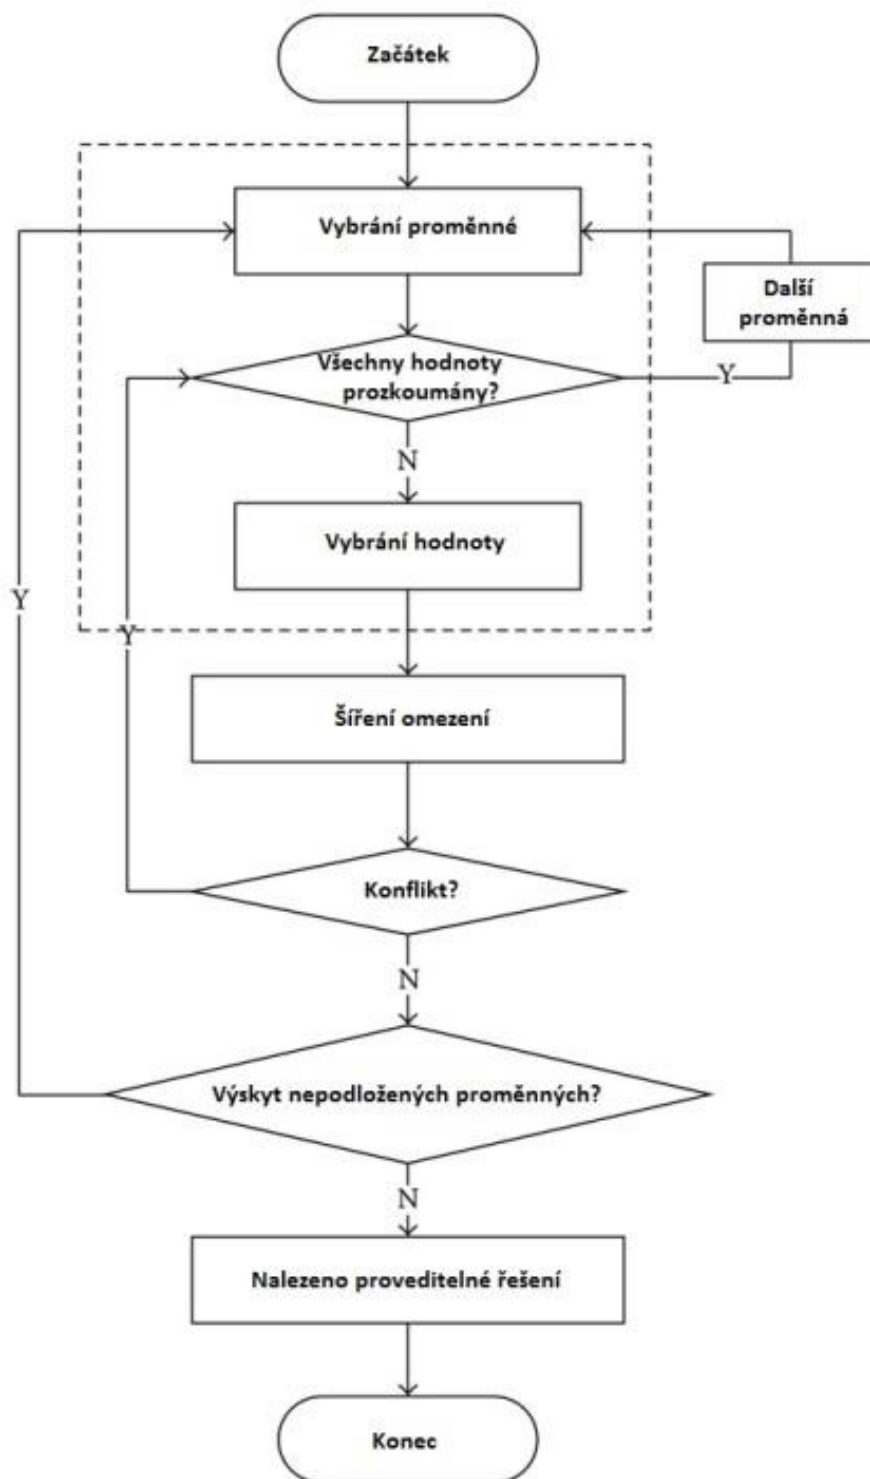 Začátek
Vybrání proměnné
Další
proměnná
Všechny hodnoty
prozkoumány?
Y
N
Vybrání hodnoty
Y
Y
Šíření omezení
Konflikt?
N
Výskyt nepodložených proměnných?
N
Nalezeno proveditelné řešení
Konec